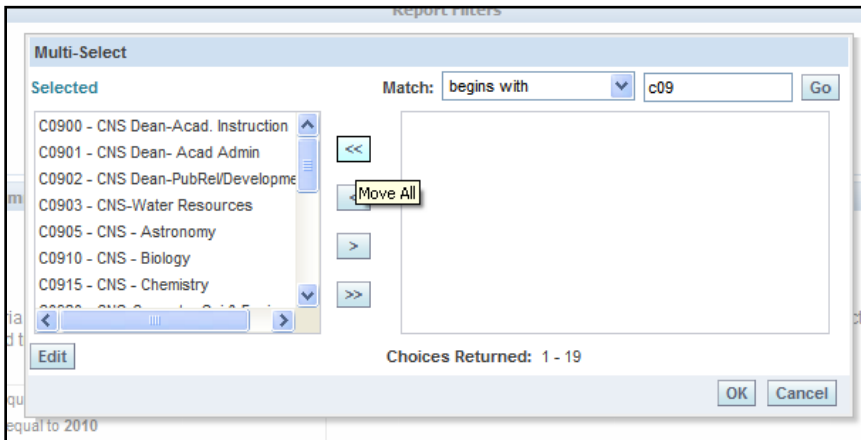 Report Filters
Multi-Select
Selected Match: begins with c09 Go
C0900 - CNS Dean-Acad. Instruction
C0901 - CNS Dean- Acad Admin
C0902 - CNS Dean-PubRel/Developme
C0903 - CNS-Water Resources
C0905 - CNS - Astronomy
C0910 - CNS - Biology
C0915 - CNS - Chemistry
<<
Move All
>
>>
Edit
Choices Returned: 1 - 19
OK Cancel
equal to 2010